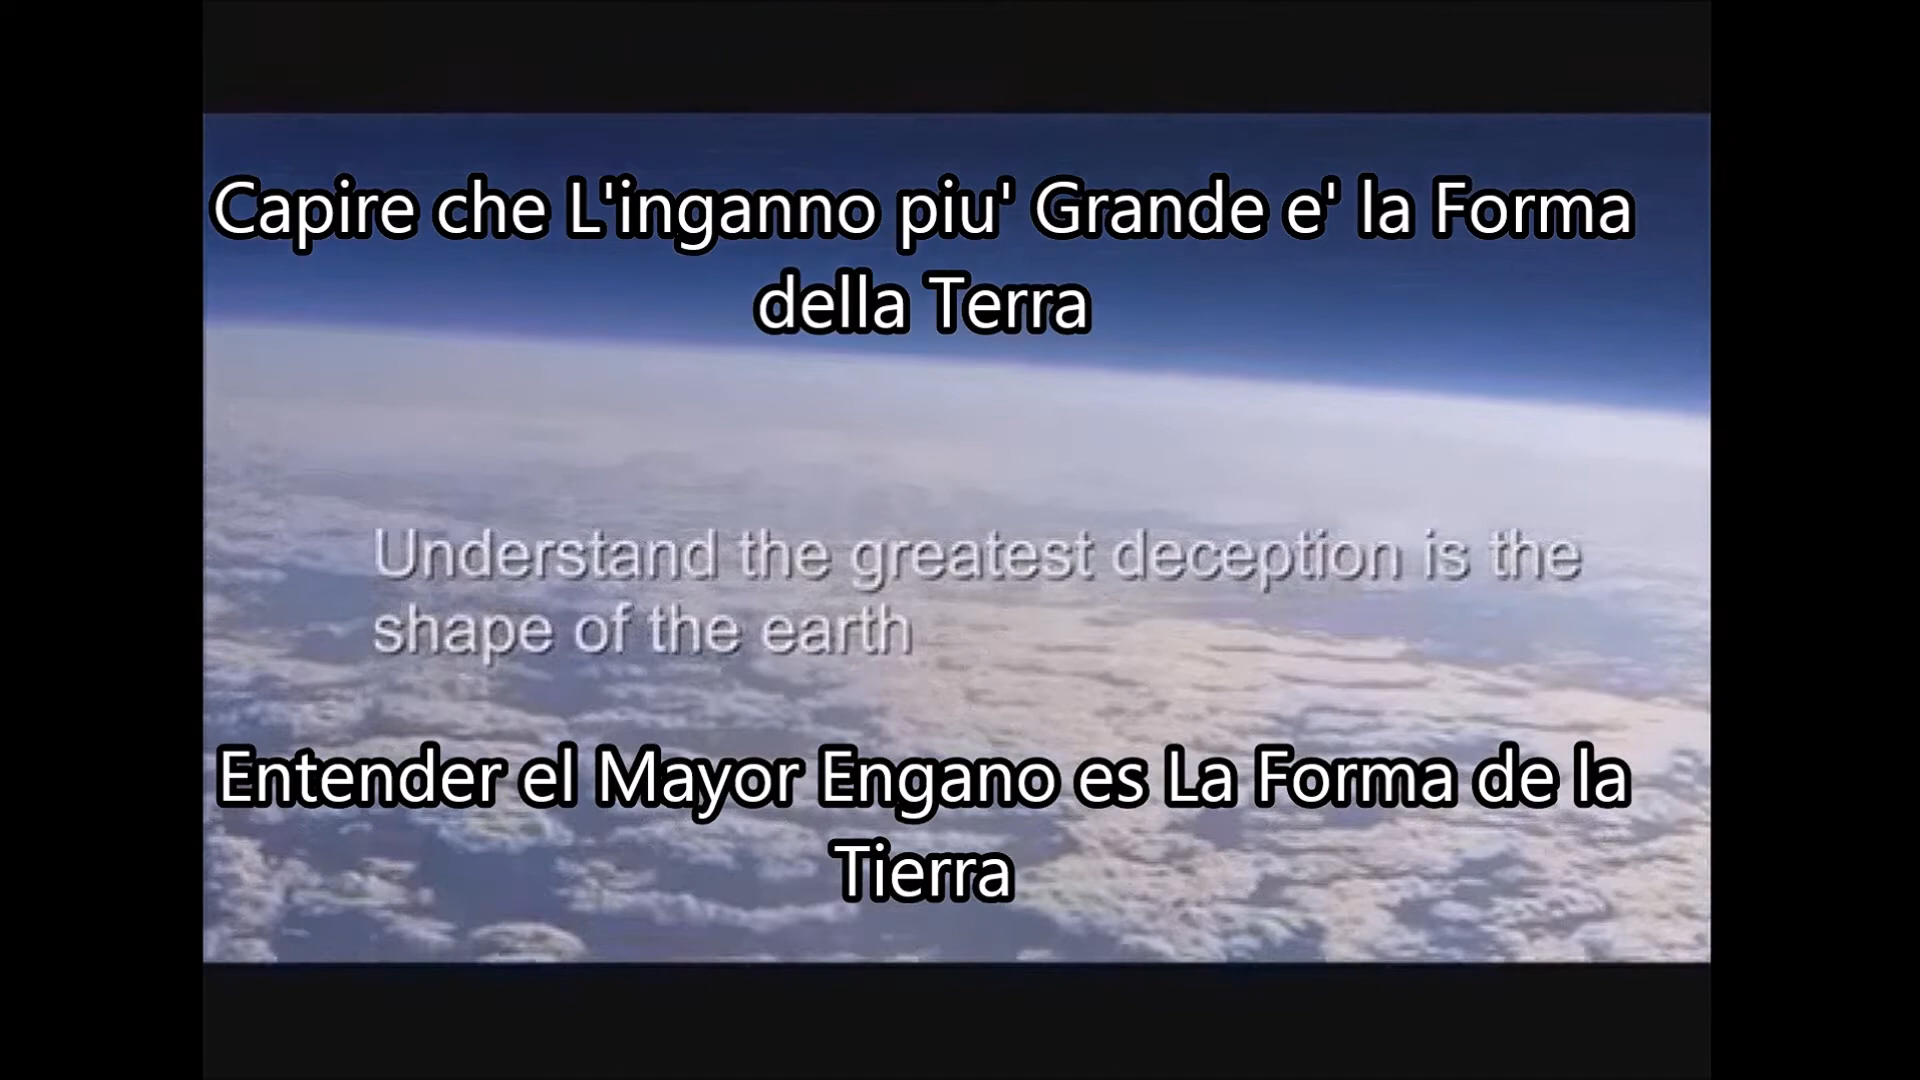 Capire che L'inganno piu' Grande e' la Forma
della Terra
Understand the greatest deception is the
shape of the earth
Entender el Mayor Engano es La Forma de la
Tierra